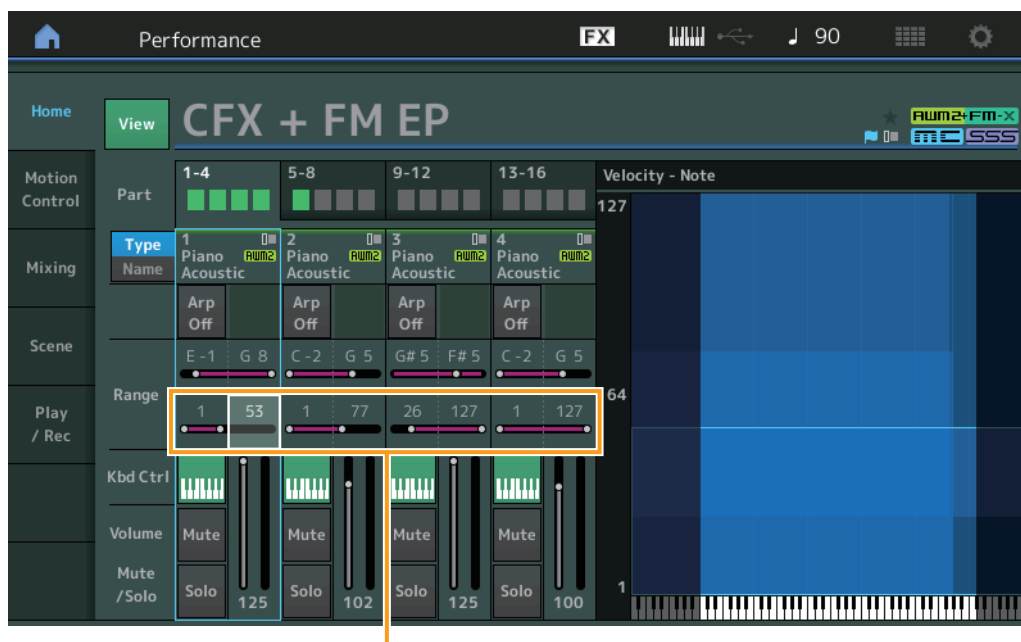 Performance FX 90
Home View CFX + FM EP AWM2+FM-X
MC SSS
Motion Control
Part 1-4 5-8 9-12 13-16 Velocity - Note
127
Type 1 2 3 4
Name
Piano AWM2 Piano AWM2 Piano AWM2 Piano AWM2
Acoustic Acoustic Acoustic Acoustic
Mixing
Arp Off Arp Off Arp Off Arp Off
Scene
E -1 G 8 C -2 G 5 G# 5 F# 5 C -2 G 5
Range 64
1 53 1 77 26 127 1 127
Play / Rec
Kbd Ctrl
Volume Mute Mute Mute Mute
Mute /Solo Solo 125 Solo 102 Solo 125 Solo 100
1